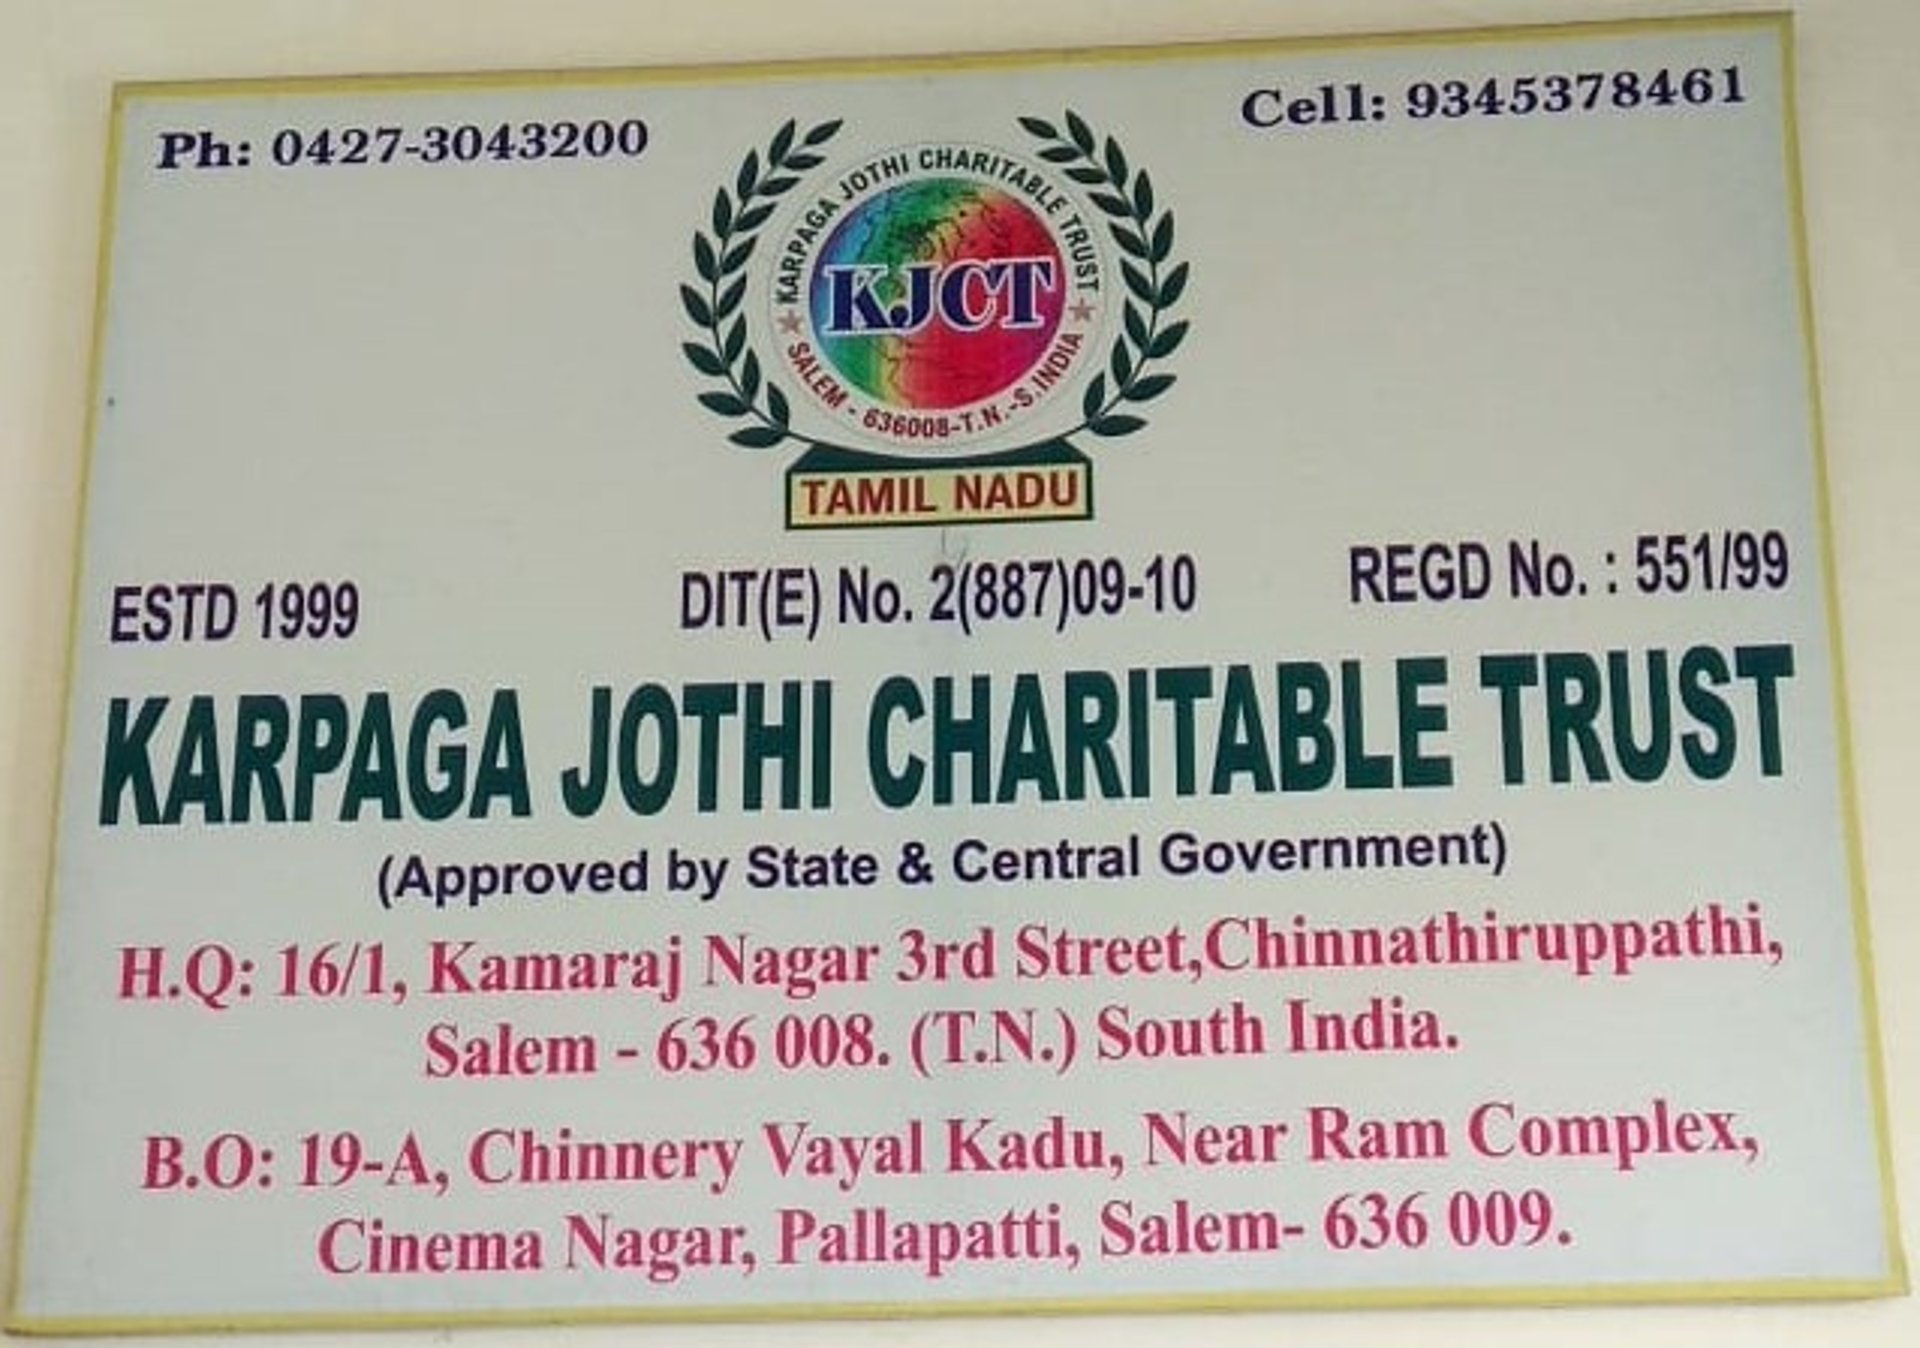 Ph: 0427-3043200
Cell: 9345378461
KARPAGA JOTHI CHARITABLE TRUST
KJCT
SALEM - 636008-T.N.-S.INDIA
TAMIL NADU
ESTD 1999
DIT(E) No. 2(887)09-10
REGD No. : 551/99
KARPAGA JOTHI CHARITABLE TRUST
(Approved by State & Central Government)
H.Q: 16/1, Kamaraj Nagar 3rd Street,Chinnathiruppathi,
Salem - 636 008. (T.N.) South India.
B.O: 19-A, Chinnery Vayal Kadu, Near Ram Complex,
Cinema Nagar, Pallapatti, Salem- 636 009.